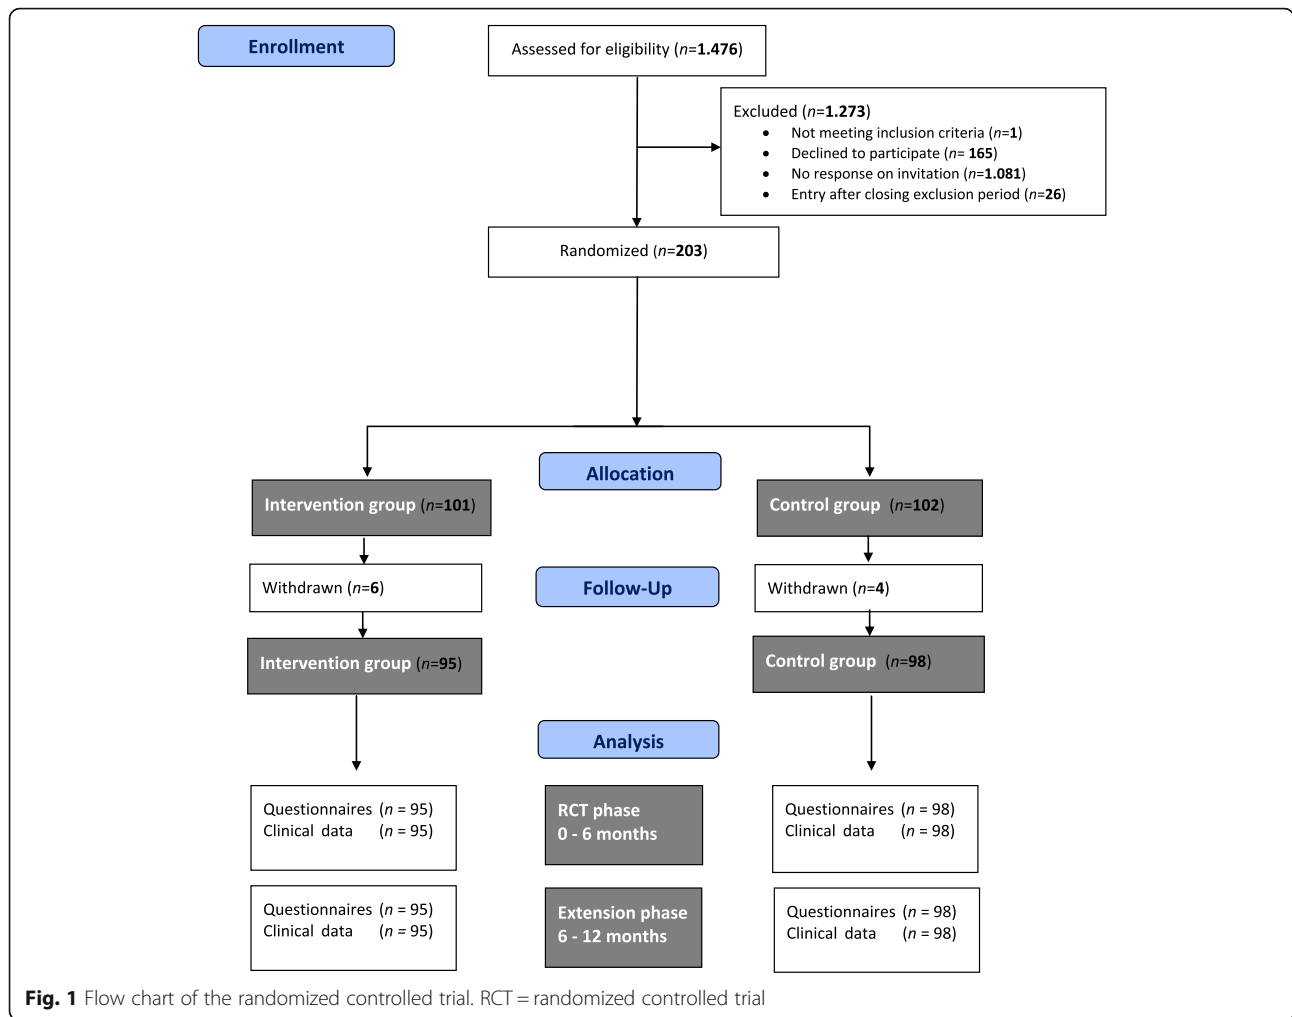 Enrollment
Assessed for eligibility (n=1.476)
Excluded (n=1.273)
• Not meeting inclusion criteria (n=1)
• Declined to participate (n= 165)
• No response on invitation (n=1.081)
• Entry after closing exclusion period (n=26)
Randomized (n=203)
Allocation
Intervention group (n=101)
Control group (n=102)
Withdrawn (n=6)
Follow-Up
Withdrawn (n=4)
Intervention group (n=95)
Control group (n=98)
Analysis
Questionnaires (n = 95)
Clinical data (n = 95)
RCT phase
0 - 6 months
Questionnaires (n = 98)
Clinical data (n = 98)
Questionnaires (n = 95)
Clinical data (n = 95)
Extension phase
6 - 12 months
Questionnaires (n = 98)
Clinical data (n = 98)
Fig. 1 Flow chart of the randomized controlled trial. RCT = randomized controlled trial